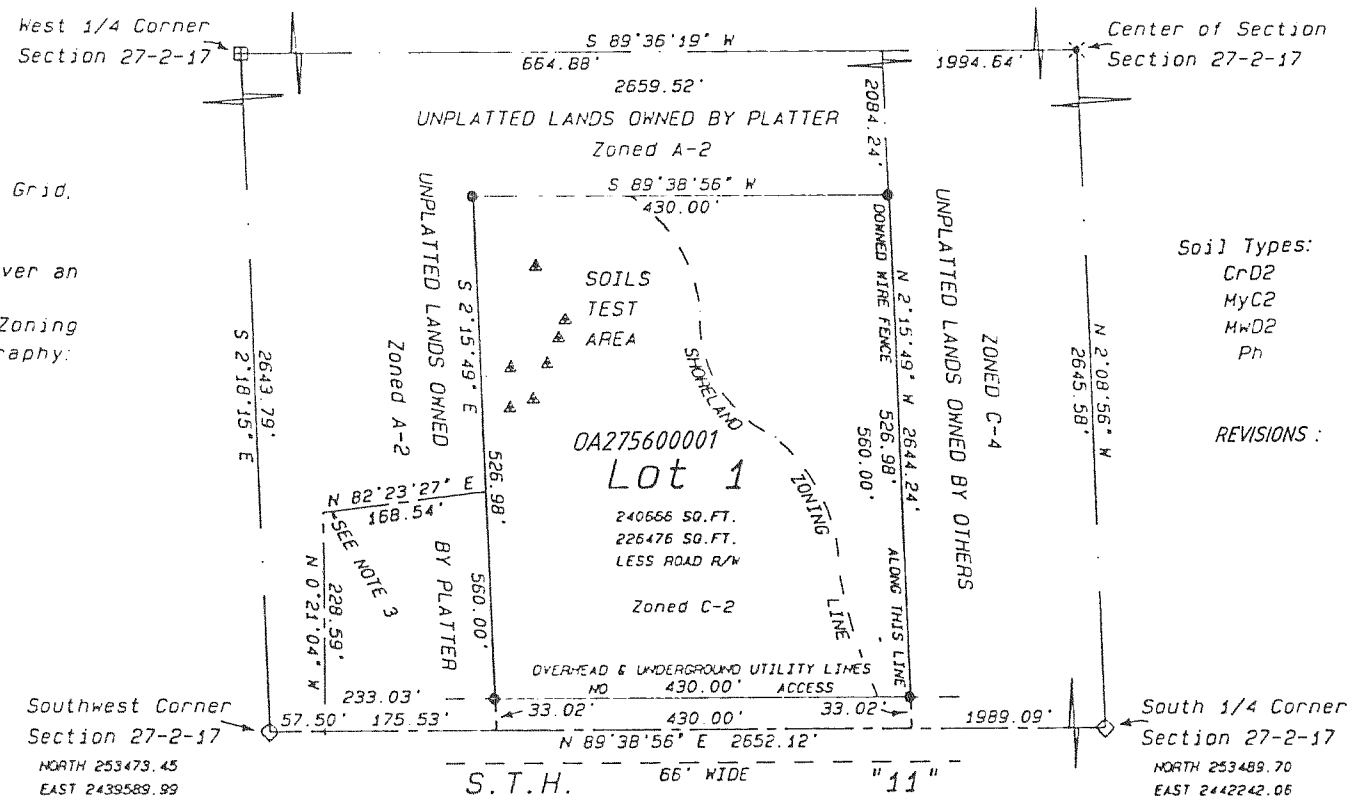 West 1/4 Corner
Section 27-2-17
S 89°36'19" W
664.88'
2659.52'
1994.64'
Center of Section
Section 27-2-17
UNPLATTED LANDS OWNED BY PLATTER
Zoned A-2
2084.24'
Grid,
ver an
Zoning
raphy:
S 89°38'56" W
430.00'
UNPLATTED LANDS OWNED
BY PLATTER
Zoned A-2
S 2°15'49" E
526.98'
560.00'
SOILS
TEST
AREA
SHORELAND
ZONING
LINE
DOWNED WIRE FENCE
ALONG THIS LINE
N 2°15'49" W 2644.24'
526.98'
560.00'
UNPLATTED LANDS OWNED BY OTHERS
ZONED C-4
Soil Types:
CrD2
MyC2
MwD2
Ph
REVISIONS :
2643.79'
S 2°18'15" E
N 2°08'56" W
2645.58'
OA275600001
Lot 1
240666 SQ.FT.
226476 SQ.FT.
LESS ROAD R/W
Zoned C-2
N 82°23'27" E
168.54'
*SEE NOTE 3
228.59'
N 0°21'04" W
OVERHEAD & UNDERGROUND UTILITY LINES
NO 430.00' ACCESS
233.03'
33.02'
33.02'
57.50' 175.53'
430.00'
1989.09'
N 89°38'56" E 2652.12'
Southwest Corner
Section 27-2-17
NORTH 253473.45
EAST 2439589.99
South 1/4 Corner
Section 27-2-17
NORTH 253489.70
EAST 2442242.06
S.T.H. 66' WIDE "11"